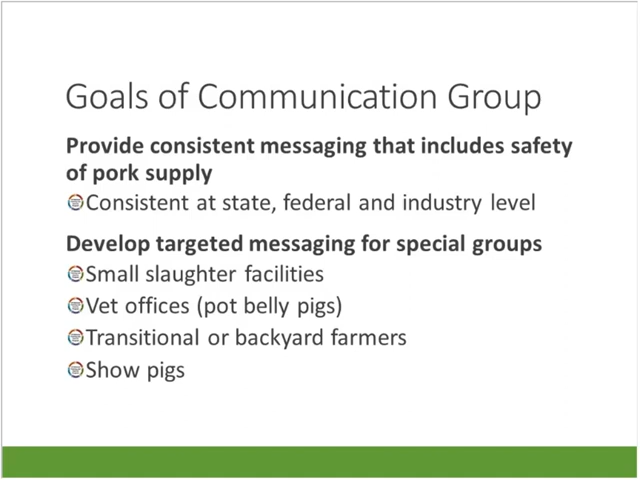 Goals of Communication Group
Provide consistent messaging that includes safety
of pork supply
Consistent at state, federal and industry level
Develop targeted messaging for special groups
Small slaughter facilities
Vet offices (pot belly pigs)
Transitional or backyard farmers
Show pigs